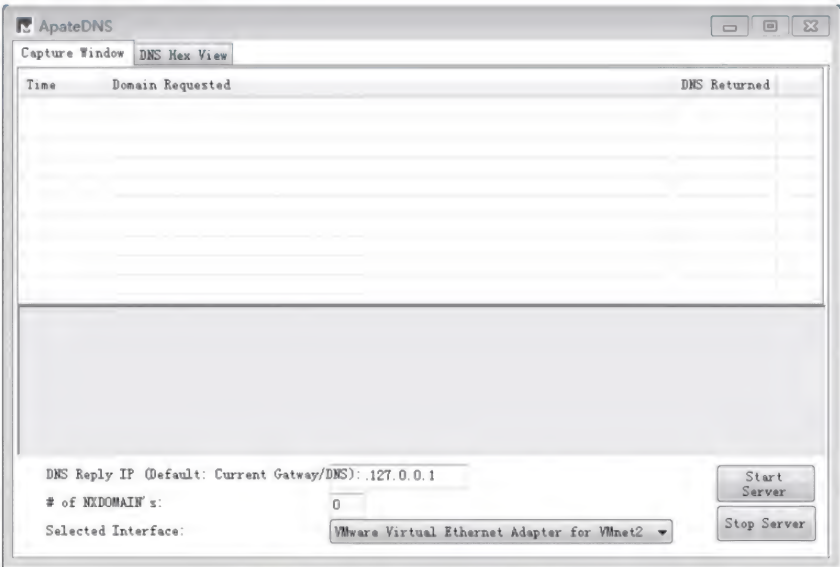 ApateDNS
Capture Window DNS Hex View
Time Domain Requested DNS Returned
DNS Reply IP (Default: Current Gatway/DNS): .127.0.0.1
# of NXDOMAIN's: 0
Selected Interface: VMware Virtual Ethernet Adapter for VMnet2
Start Server
Stop Server